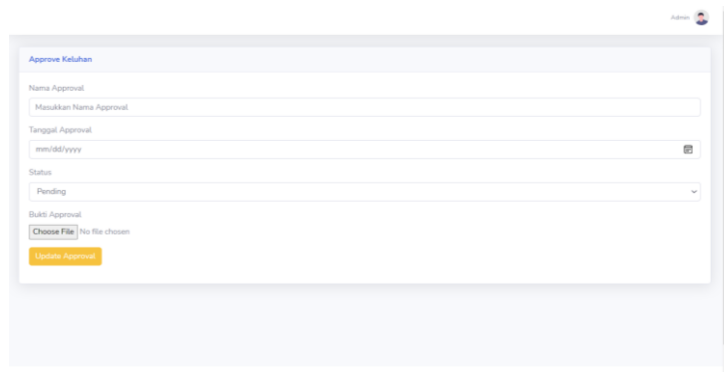 Admin
Approve Keluhan
Nama Approval
Masukkan Nama Approval
Tanggal Approval
mm/dd/yyyy
Status
Pending
Bukti Approval
Choose File No file chosen
Update Approval